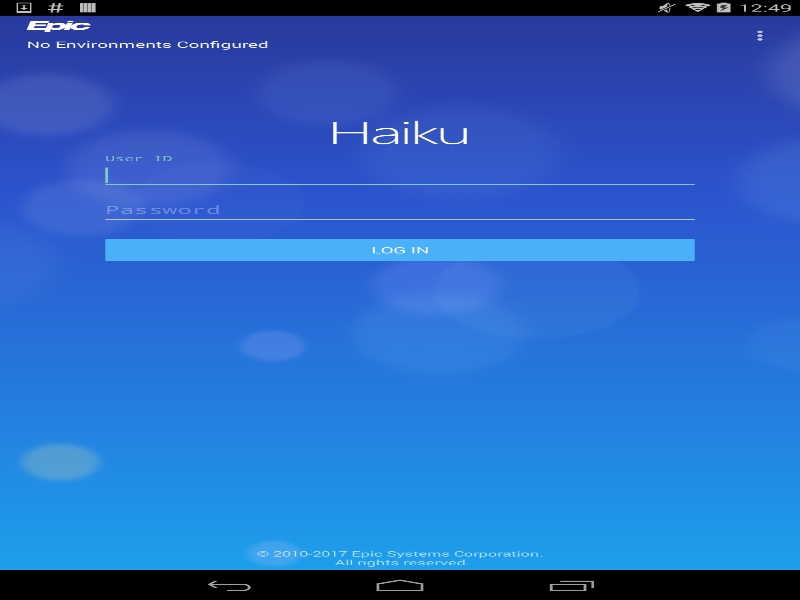 # 12:49
Epic
No Environments Configured
Haiku
User ID
Password
LOG IN
© 2010-2017 Epic Systems Corporation.
All rights reserved.